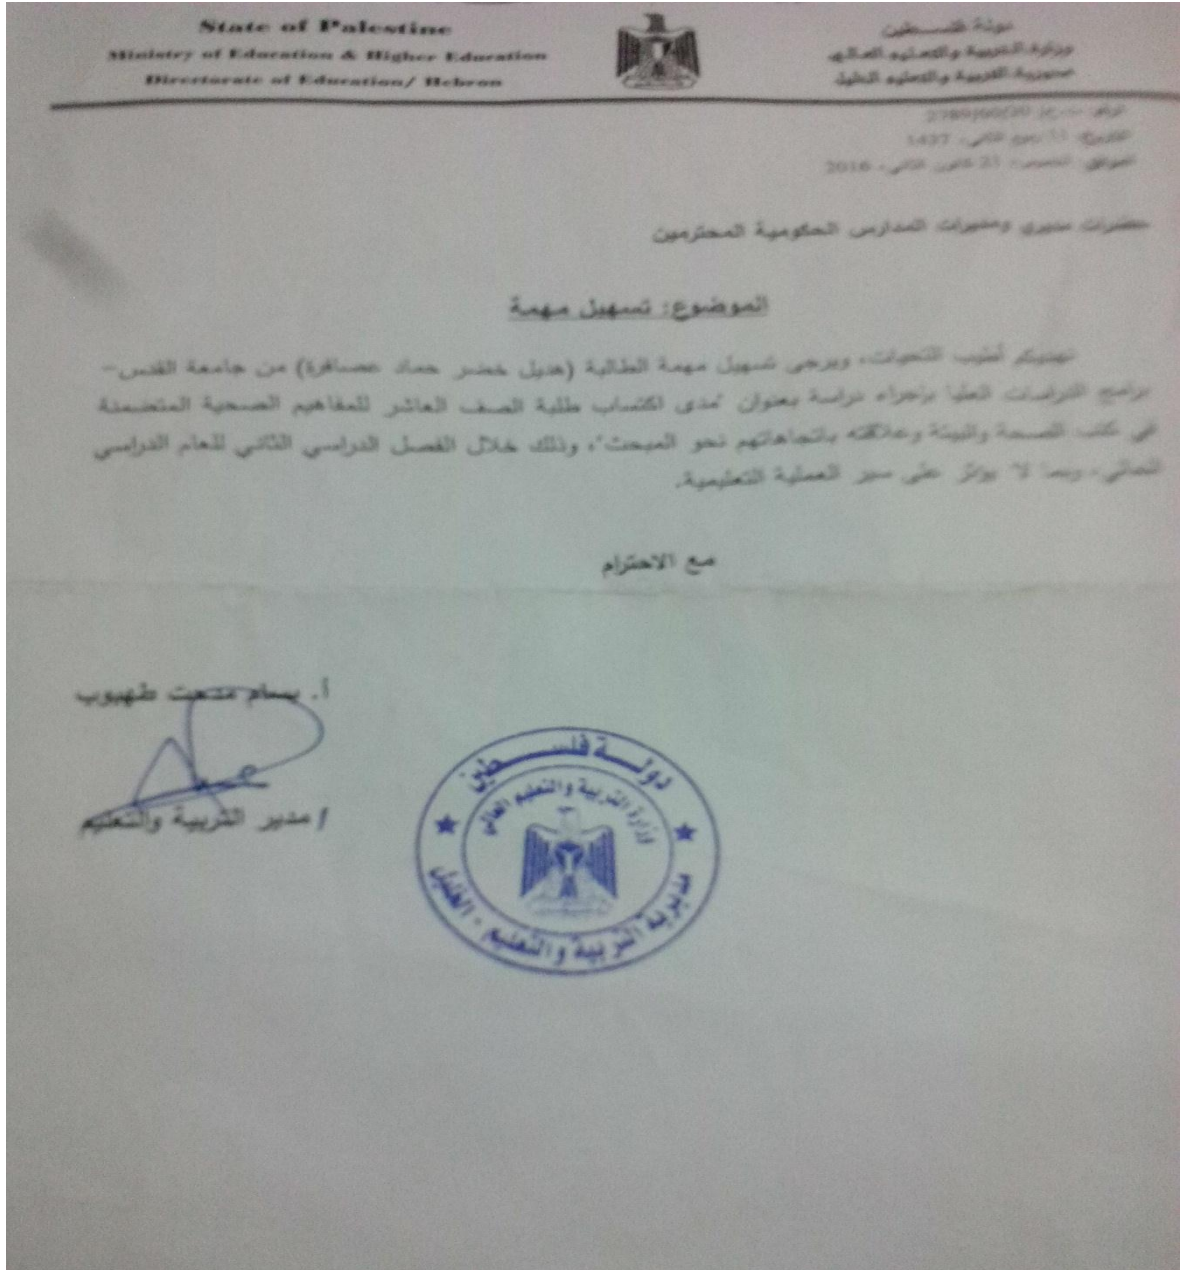 State of Palestine
Ministry of Education & Higher Education
Directorate of Education/ Hebron
دولة فلسطين
وزارة التربية والتعليم العالي
مديرية التربية والتعليم الخليل
التاريخ: 11 ربيع الثاني، 1437
الموافق: الخميس، 21 كانون الثاني، 2016
حضرات مديري ومديرات المدارس الحكومية المحترمين
الموضوع: تسهيل مهمة
نهديكم أطيب التحيات، ويرجى تسهيل مهمة الطالبة (هديل خضر حماد عصافرة) من جامعة القدس-
برامج الدراسات العليا بإجراء دراسة بعنوان "مدى اكتساب طلبة الصف العاشر للمفاهيم الصحية المتضمنة
في كتب الصحة والبيئة وعلاقته باتجاهاتهم نحو المبحث"، وذلك خلال الفصل الدراسي الثاني للعام الدراسي
الحالي، وبما لا يؤثر على سير العملية التعليمية.
مع الاحترام
أ. بسام مدحت طهبوب
/ مدير التربية والتعليم
دولة فلسطين
وزارة التربية والتعليم العالي
مديرية التربية والتعليم - الخليل